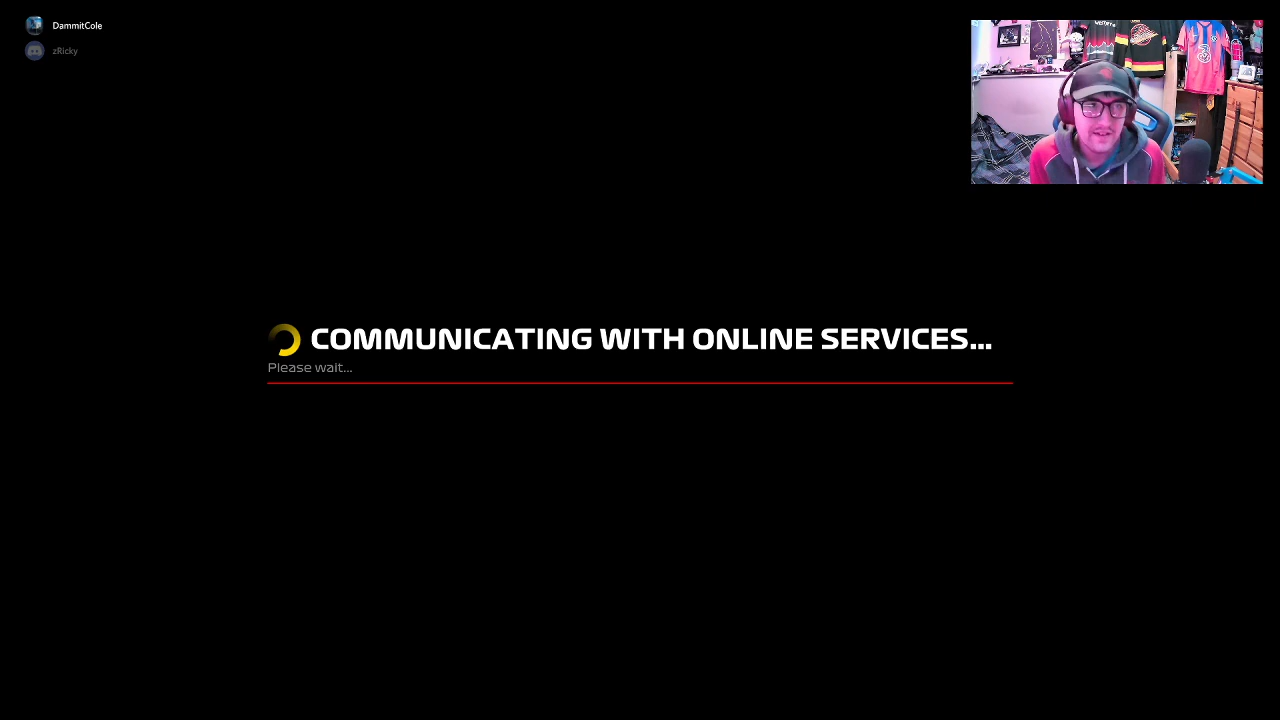 DammitCole
zRicky
COMMUNICATING WITH ONLINE SERVICES...
Please wait...